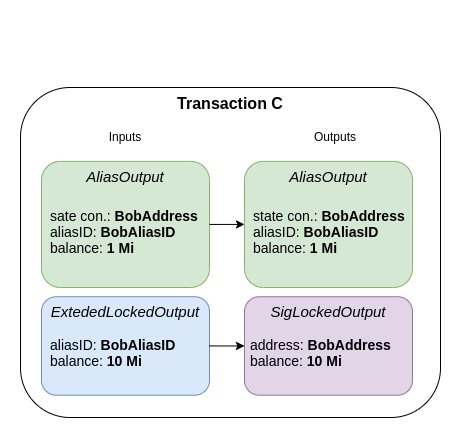 Transaction C
Inputs
Outputs
AliasOutput
sate con.: BobAddress
aliasID: BobAliasID
balance: 1 Mi
AliasOutput
state con.: BobAddress
aliasID: BobAliasID
balance: 1 Mi
ExtededLockedOutput
aliasID: BobAliasID
balance: 10 Mi
SigLockedOutput
address: BobAddress
balance: 10 Mi